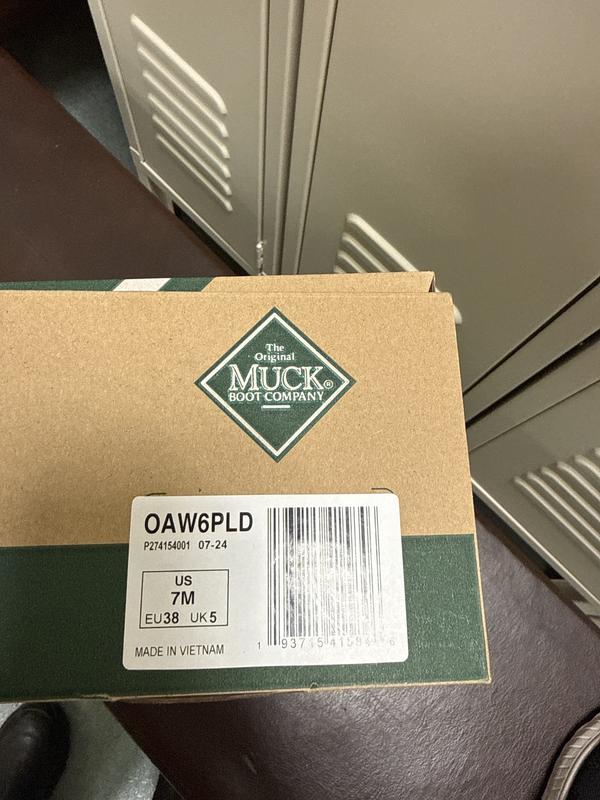 The
Original
MUCK®
BOOT COMPANY
OAW6PLD
P274154001 07-24
US
7M
EU38 UK5
MADE IN VIETNAM